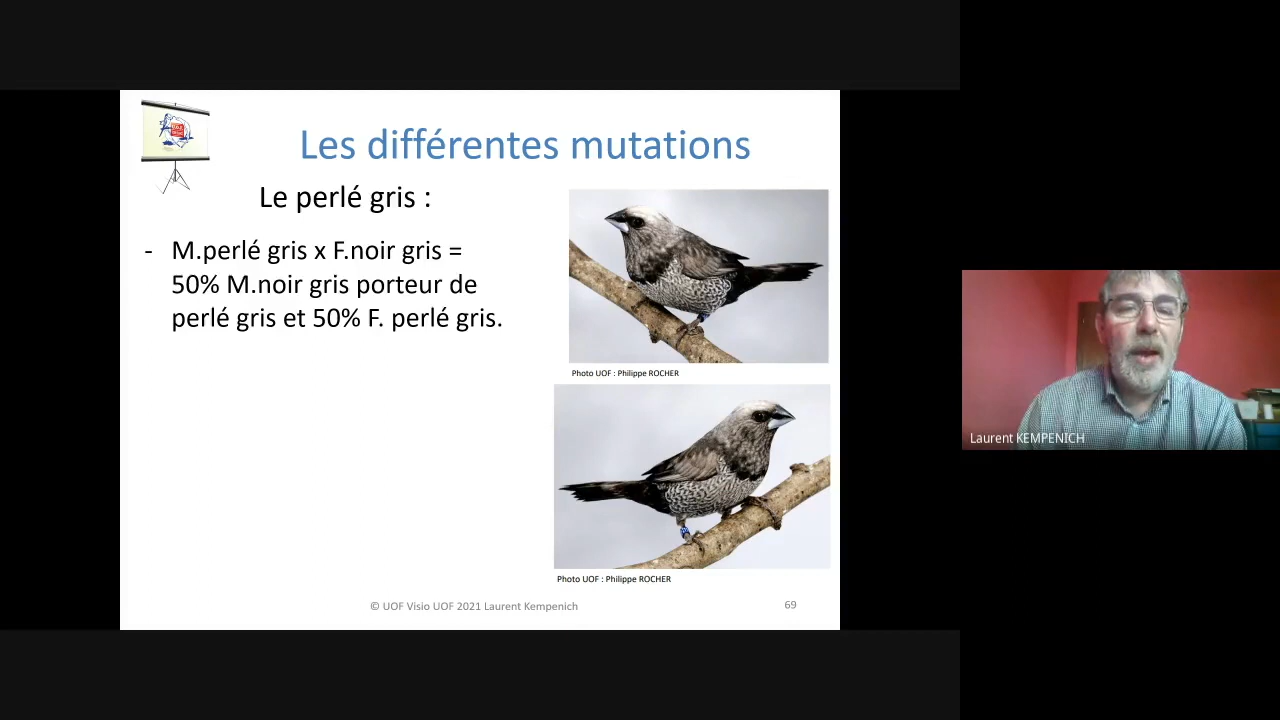 Les différentes mutations
Le perlé gris :
- M.perlé gris x F.noir gris =
50% M.noir gris porteur de
perlé gris et 50% F. perlé gris.
Photo UOF : Philippe ROCHER
Photo UOF : Philippe ROCHER
© UOF Visio UOF 2021 Laurent Kempenich
69
Laurent KEMPENICH